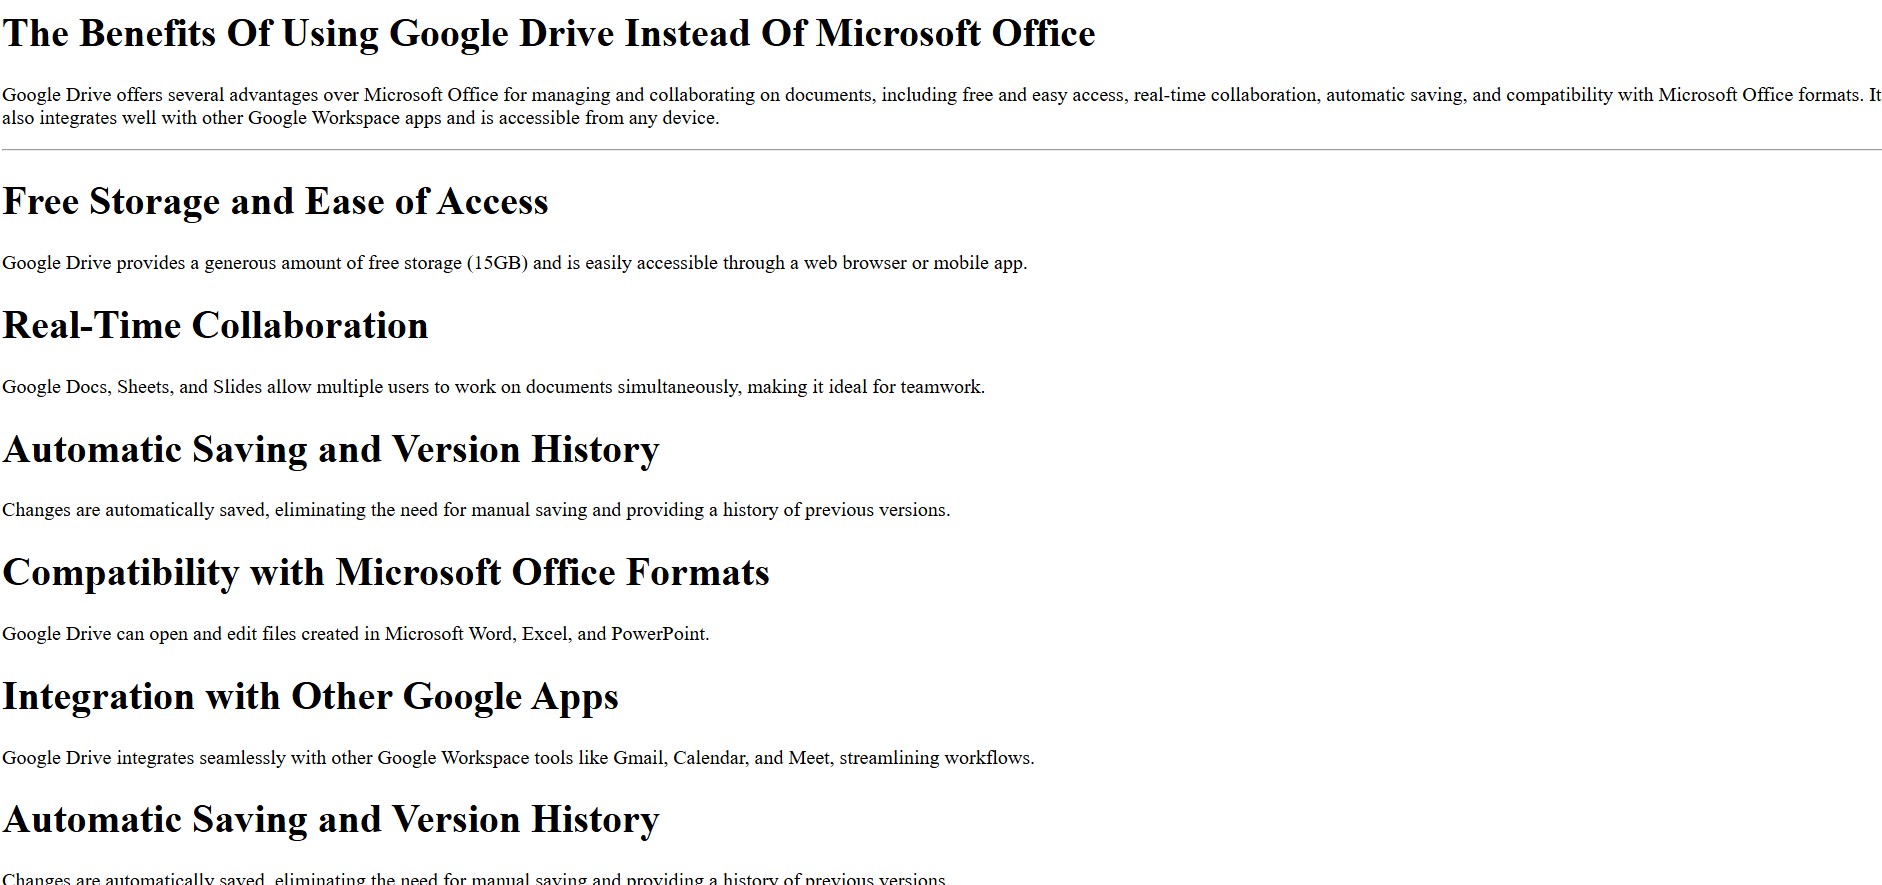 The Benefits Of Using Google Drive Instead Of Microsoft Office
Google Drive offers several advantages over Microsoft Office for managing and collaborating on documents, including free and easy access, real-time collaboration, automatic saving, and compatibility with Microsoft Office formats. It
also integrates well with other Google Workspace apps and is accessible from any device.
Free Storage and Ease of Access
Google Drive provides a generous amount of free storage (15GB) and is easily accessible through a web browser or mobile app.
Real-Time Collaboration
Google Docs, Sheets, and Slides allow multiple users to work on documents simultaneously, making it ideal for teamwork.
Automatic Saving and Version History
Changes are automatically saved, eliminating the need for manual saving and providing a history of previous versions.
Compatibility with Microsoft Office Formats
Google Drive can open and edit files created in Microsoft Word, Excel, and PowerPoint.
Integration with Other Google Apps
Google Drive integrates seamlessly with other Google Workspace tools like Gmail, Calendar, and Meet, streamlining workflows.
Automatic Saving and Version History
Changes are automatically saved, eliminating the need for manual saving and providing a history of previous versions.